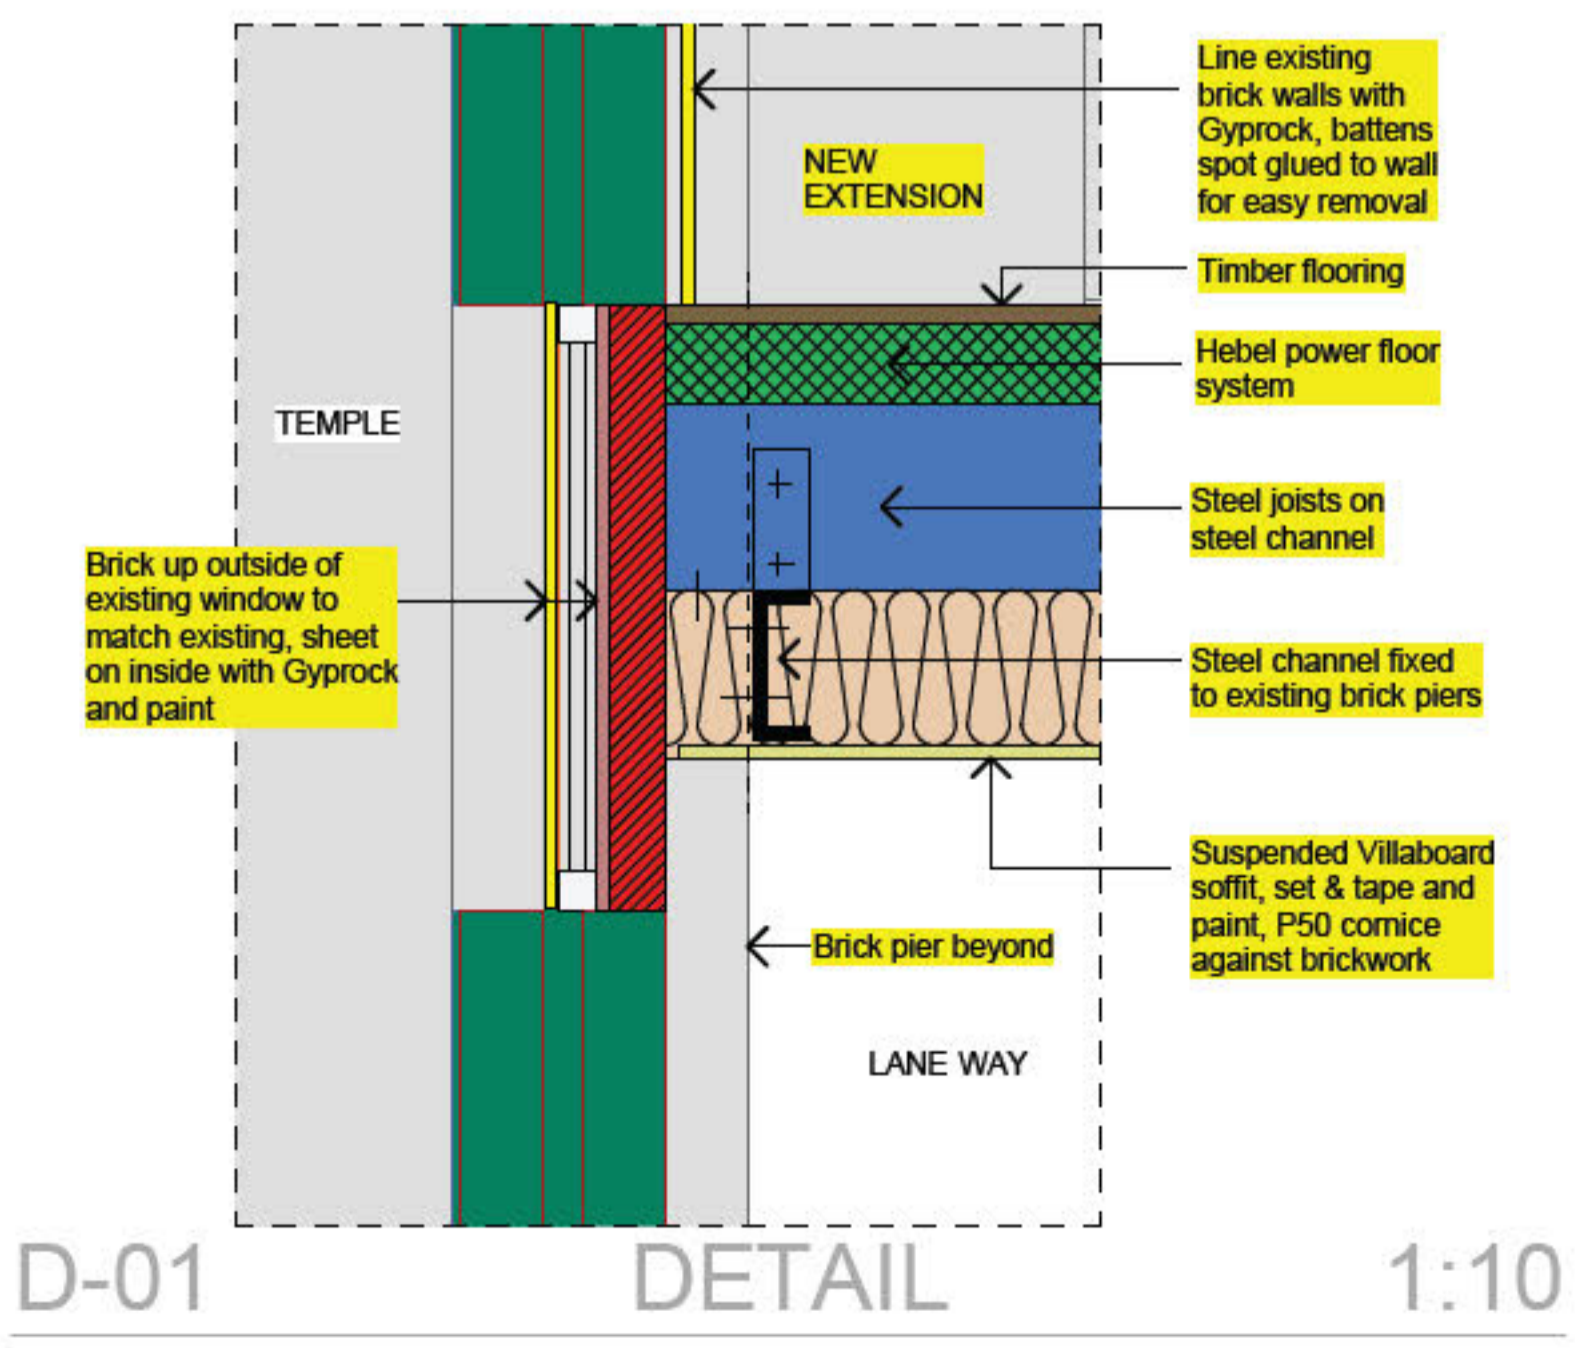 Line existing
brick walls with
Gyprock, battens
spot glued to wall
for easy removal
NEW
EXTENSION
Timber flooring
Hebel power floor
system
TEMPLE
Steel joists on
steel channel
Brick up outside of
existing window to
match existing, sheet
on inside with Gyprock
and paint
Steel channel fixed
to existing brick piers
Suspended Villaboard
soffit, set & tape and
paint, P50 cornice
against brickwork
Brick pier beyond
LANE WAY
D-01
DETAIL
1:10